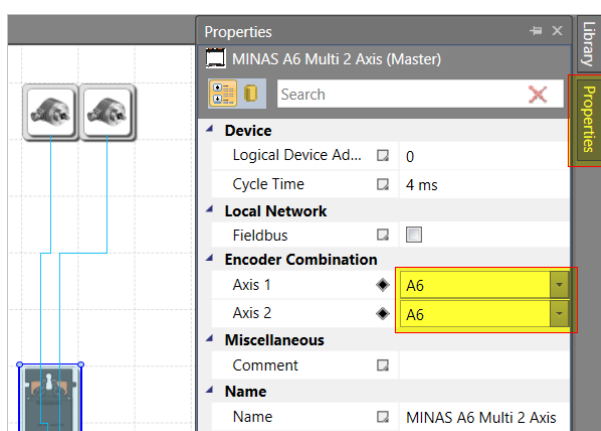 Properties
MINAS A6 Multi 2 Axis (Master)
Search
Device
Logical Device Ad... 0
Cycle Time 4 ms
Local Network
Fieldbus
Encoder Combination
Axis 1 A6
Axis 2 A6
Miscellaneous
Comment
Name
Name MINAS A6 Multi 2 Axis
Library
Properties